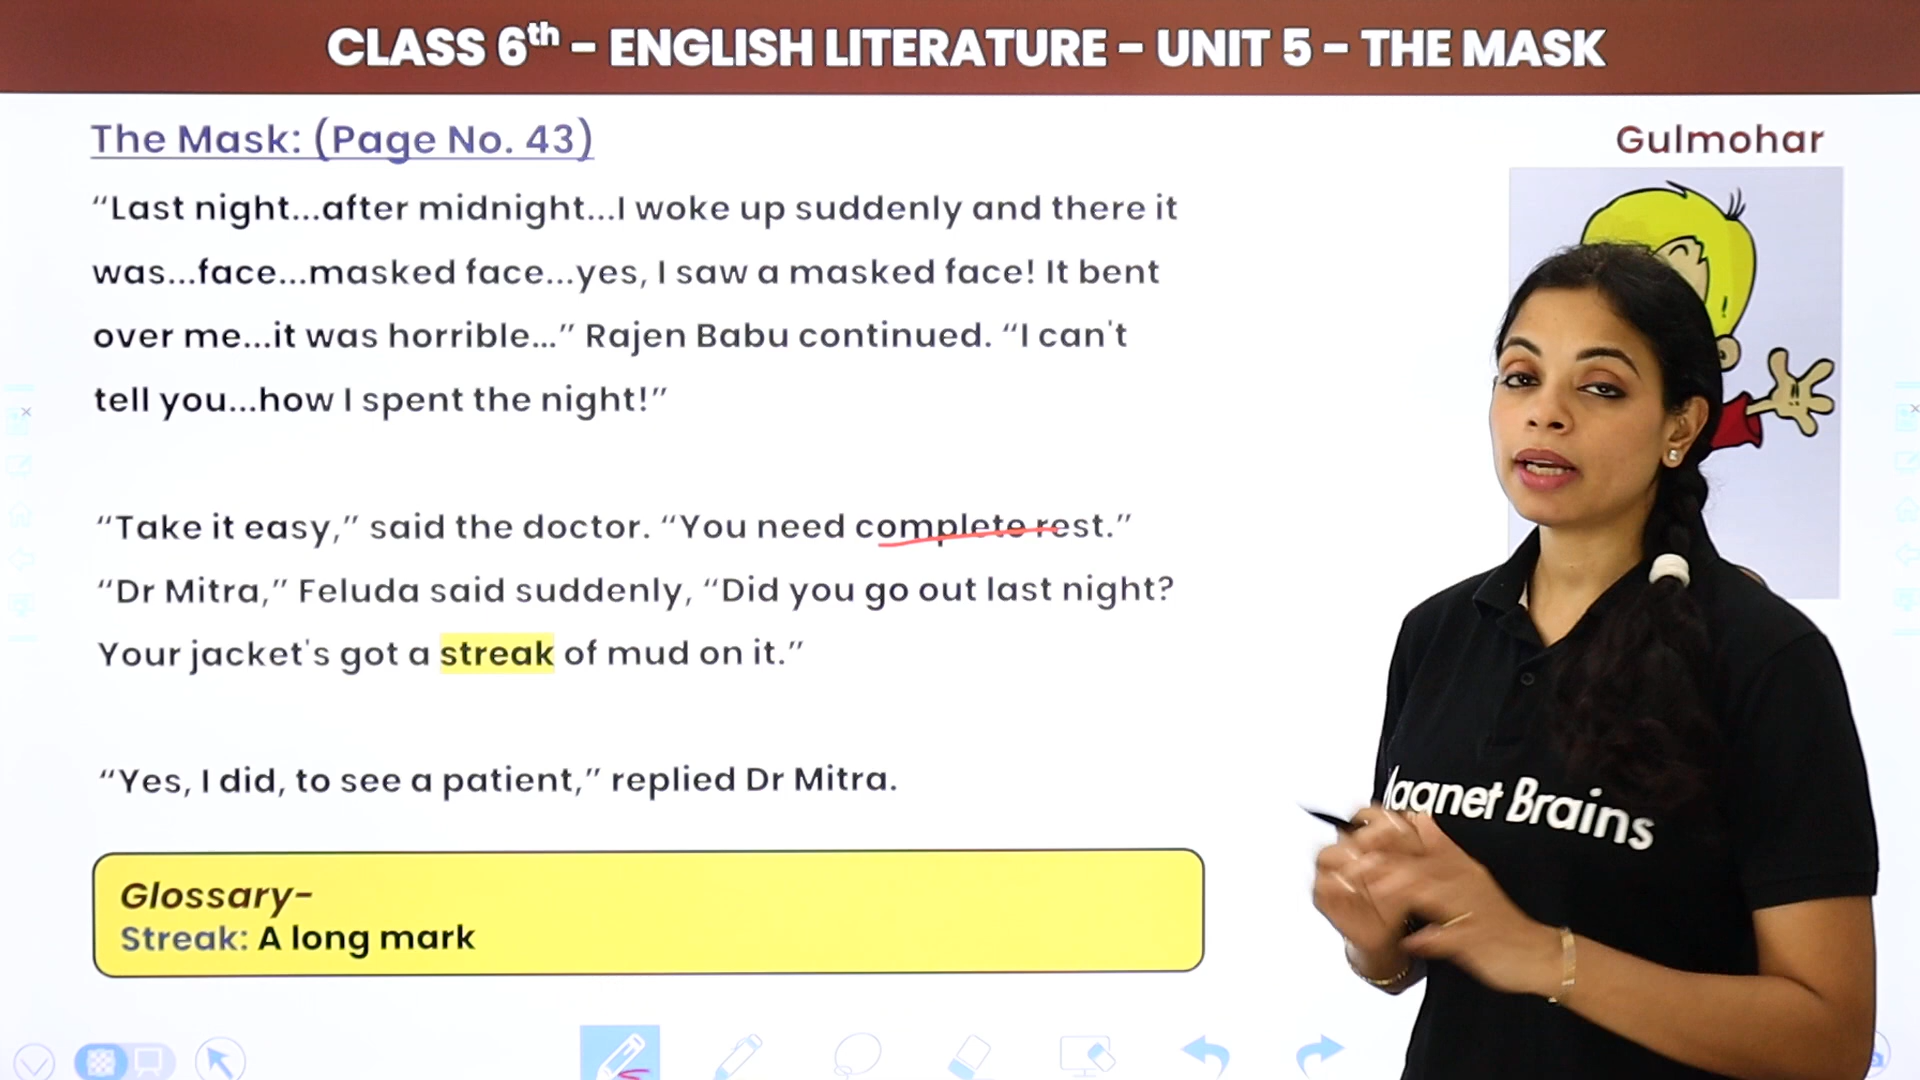 CLASS 6th - ENGLISH LITERATURE - UNIT 5 - THE MASK
The Mask: (Page No. 43)
Gulmohar
“Last night...after midnight...I woke up suddenly and there it
was...face...masked face...yes, I saw a masked face! It bent
over me...it was horrible...” Rajen Babu continued. “I can't
tell you...how I spent the night!”
“Take it easy,” said the doctor. “You need complete rest.”
“Dr Mitra,” Feluda said suddenly, “Did you go out last night?
Your jacket's got a streak of mud on it.”
“Yes, I did, to see a patient,” replied Dr Mitra.
Glossary-
Streak: A long mark
Magnet Brains